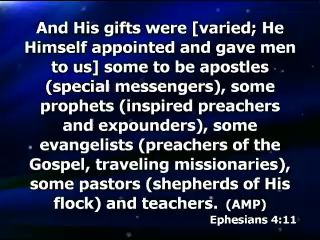 And His gifts were [varied; He
Himself appointed and gave men
to us] some to be apostles
(special messengers), some
prophets (inspired preachers
and expounders), some
evangelists (preachers of the
Gospel, traveling missionaries),
some pastors (shepherds of His
flock) and teachers. (AMP)
Ephesians 4:11